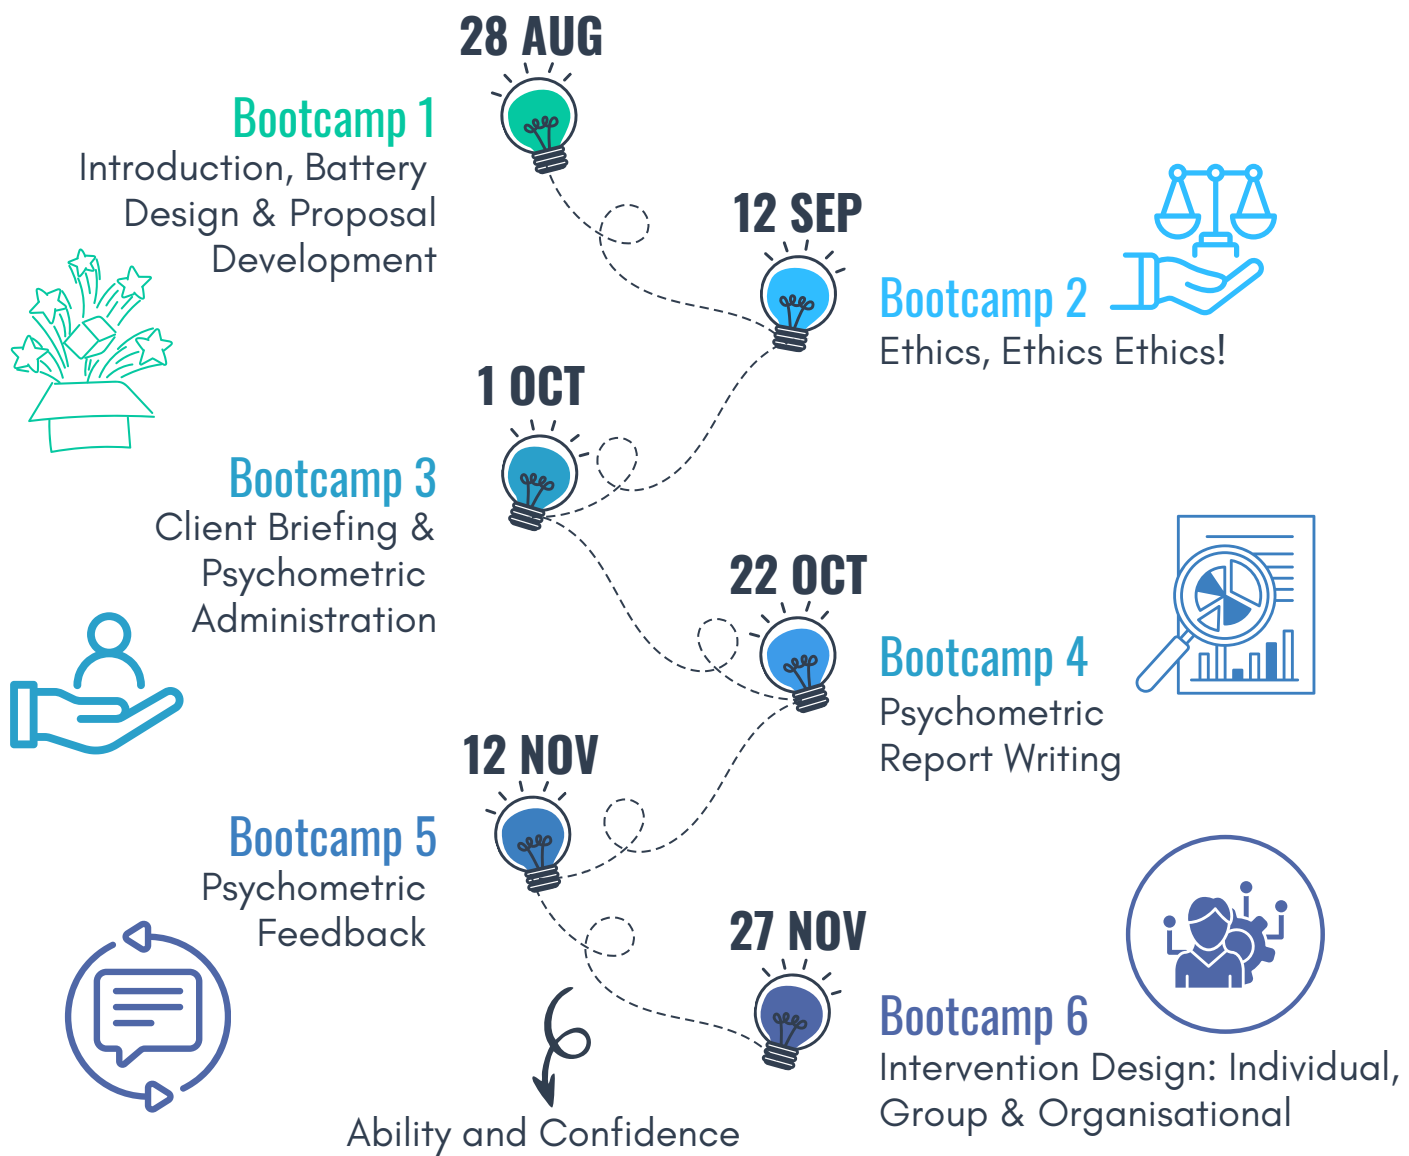 28 AUG
Bootcamp 1
Introduction, Battery
Design & Proposal
Development
12 SEP
Bootcamp 2
Ethics, Ethics Ethics!
1 OCT
Bootcamp 3
Client Briefing &
Psychometric
Administration
22 OCT
Bootcamp 4
Psychometric
Report Writing
12 NOV
Bootcamp 5
Psychometric
Feedback
27 NOV
Bootcamp 6
Intervention Design: Individual,
Group & Organisational
Ability and Confidence